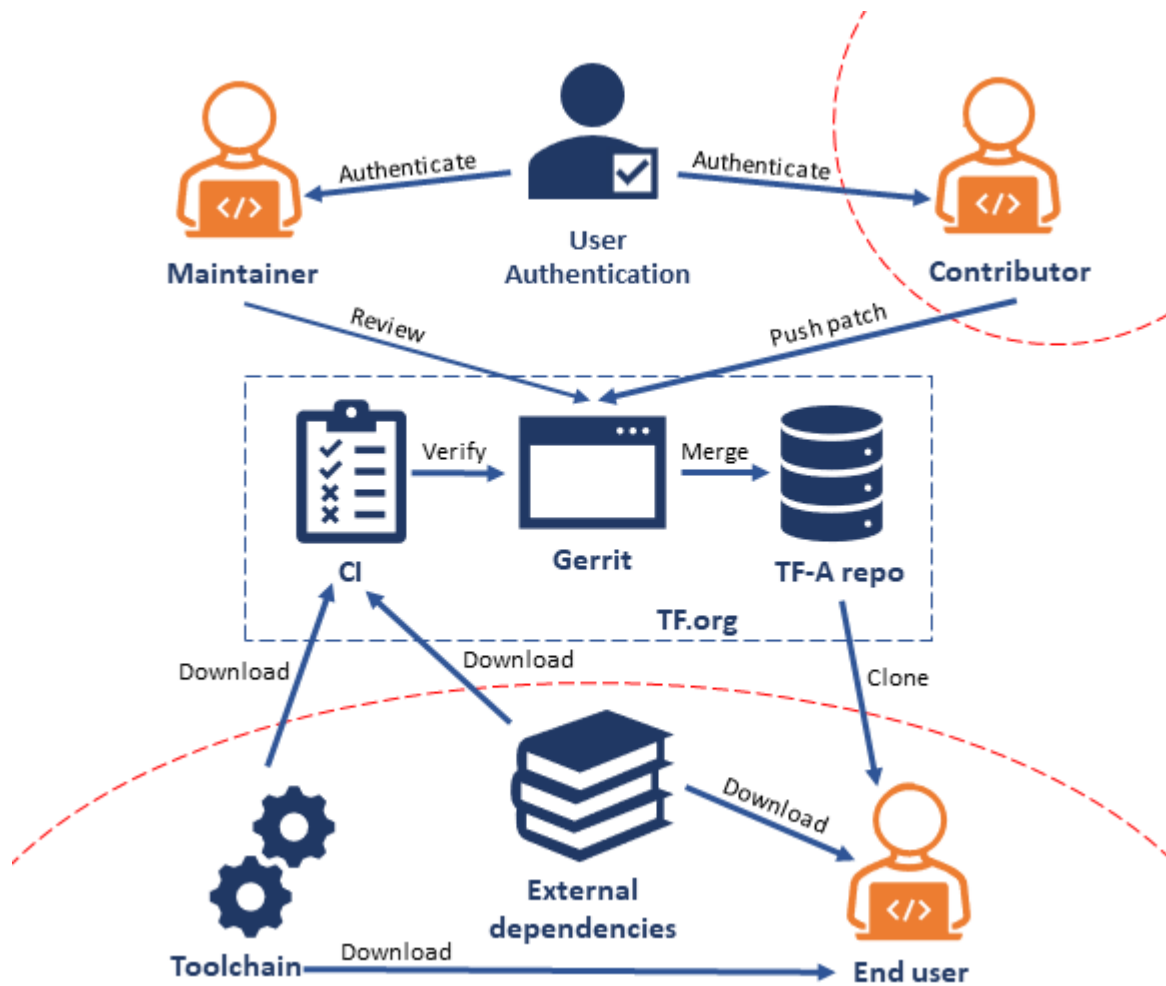 Authenticate
Authenticate
</>
</>
Maintainer
User
Authentication
Contributor
Review
Push patch
Verify
Merge
CI
Gerrit
TF-A repo
TF.org
Download
Download
Clone
Download
</>
External
dependencies
Toolchain
Download
End user